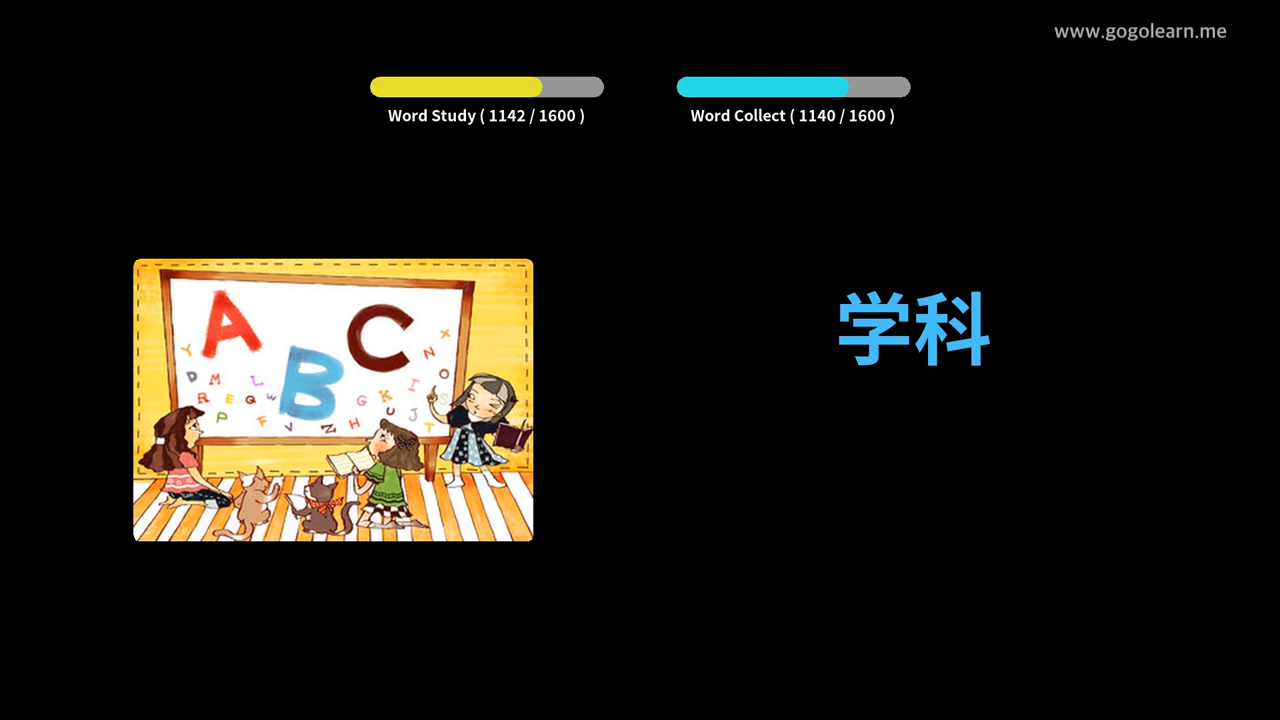 www.gogolearn.me
Word Study ( 1142 / 1600 )
Word Collect ( 1140 / 1600 )
学科
A
C
B
X
Y
N
D M L I O
R E Q W G K S
P F V Z H U J T